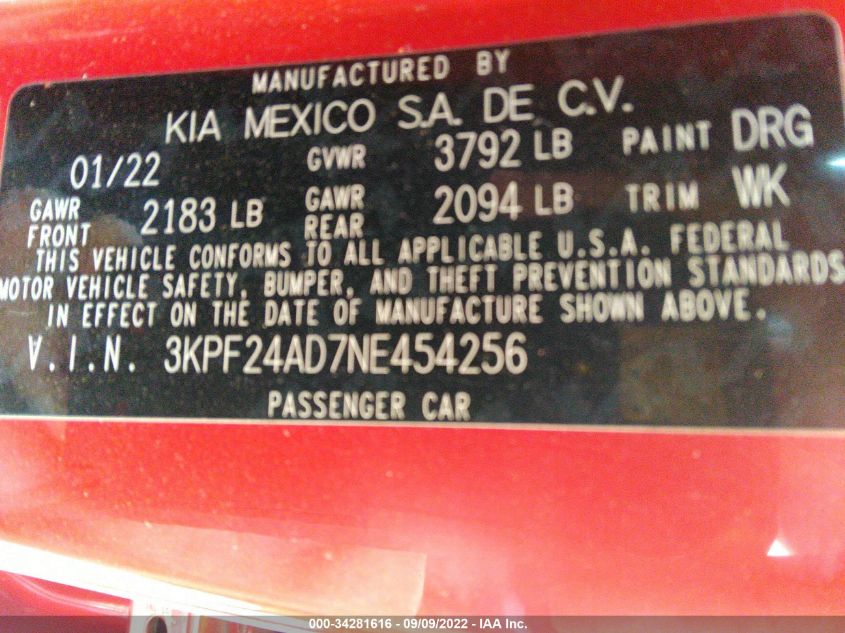 MANUFACTURED BY
KIA MEXICO S.A. DE C.V.
01/22 GVWR 3792 LB PAINT DRG
GAWR FRONT 2183 LB GAWR REAR 2094 LB TRIM WK
THIS VEHICLE CONFORMS TO ALL APPLICABLE U.S.A. FEDERAL
MOTOR VEHICLE SAFETY, BUMPER, AND THEFT PREVENTION STANDARDS
IN EFFECT ON THE DATE OF MANUFACTURE SHOWN ABOVE.
V.I.N. 3KPF24AD7NE454256
PASSENGER CAR
000-34281616 - 09/09/2022 - IAA Inc.